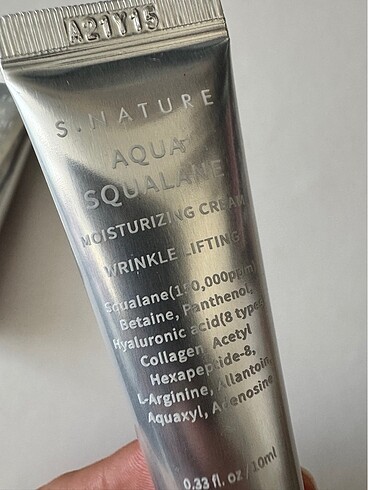 A21Y15
S.NATURE
AQUA
SQUALANE
MOISTURIZING CREAM
WRINKLE LIFTING
Squalane(150,000ppm)
Betaine, Panthenol,
Hyaluronic acid(8 types)
Collagen, Acetyl
Hexapeptide-8,
L-Arginine, Allantoin,
Aquaxyl, Adenosine
0.33 fl. oz / 10ml